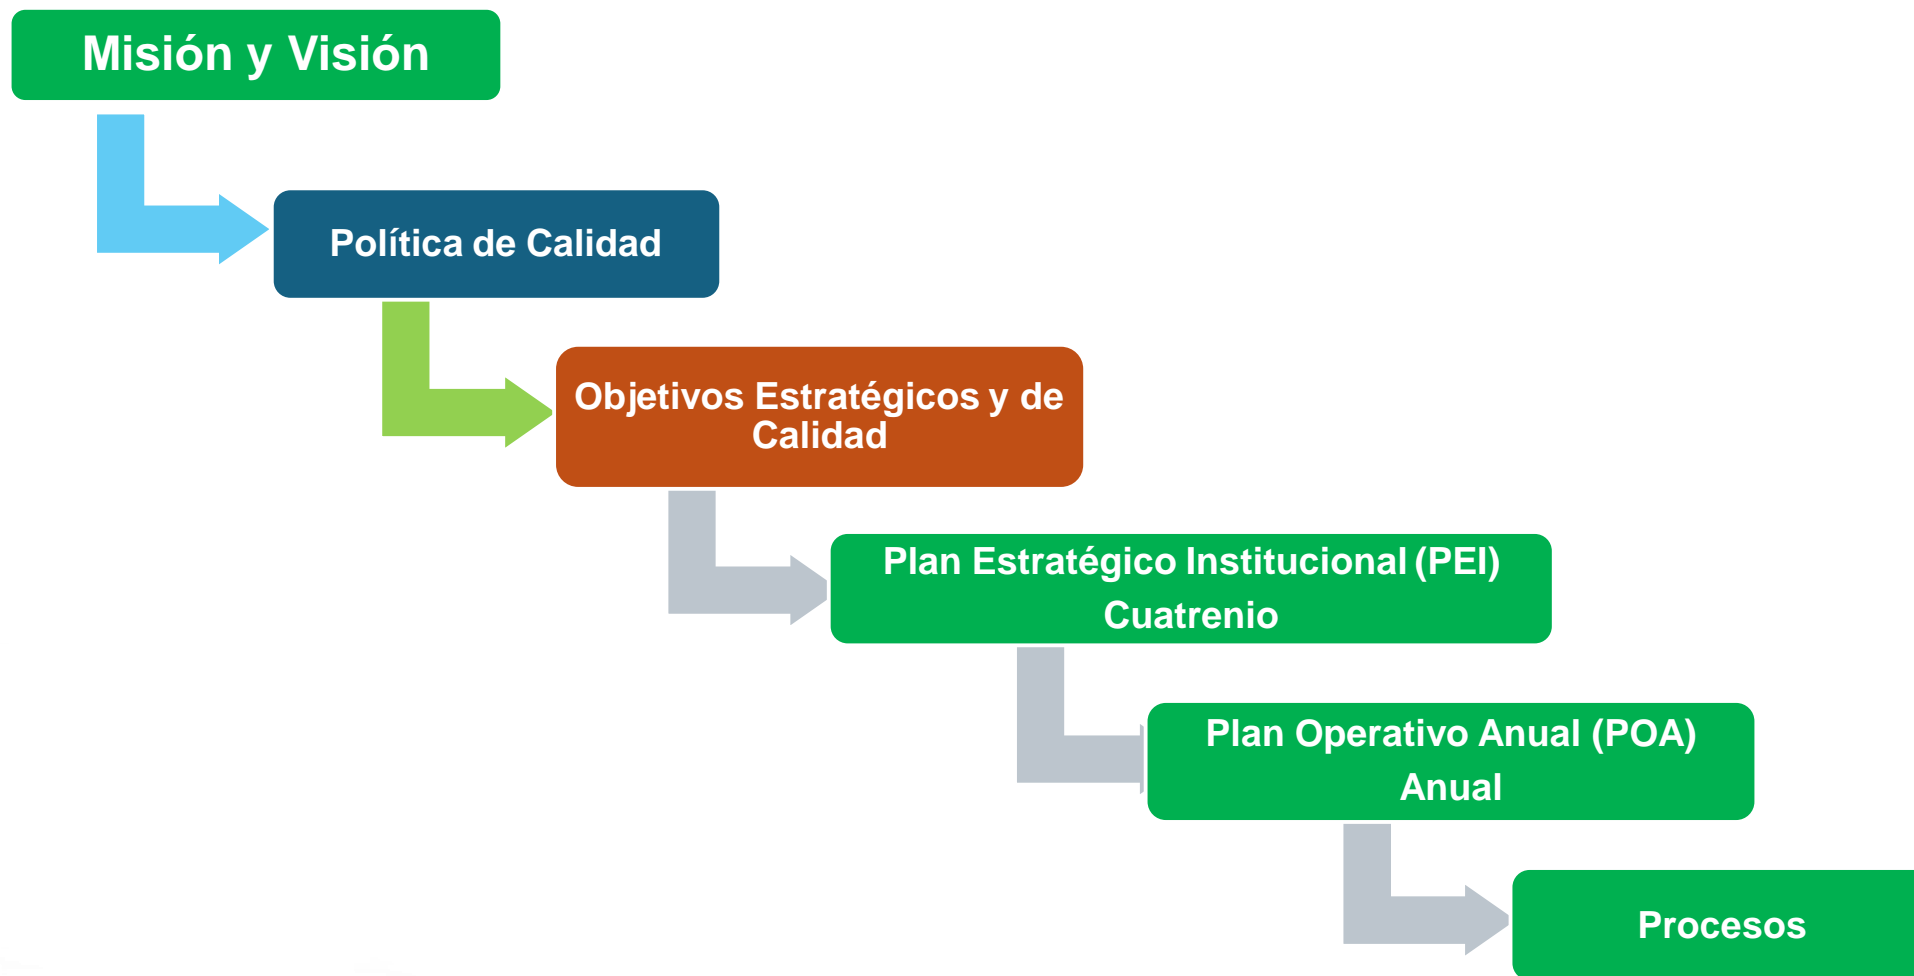 Misión y Visión
Política de Calidad
Objetivos Estratégicos y de
Calidad
Plan Estratégico Institucional (PEI)
Cuatrenio
Plan Operativo Anual (POA)
Anual
Procesos